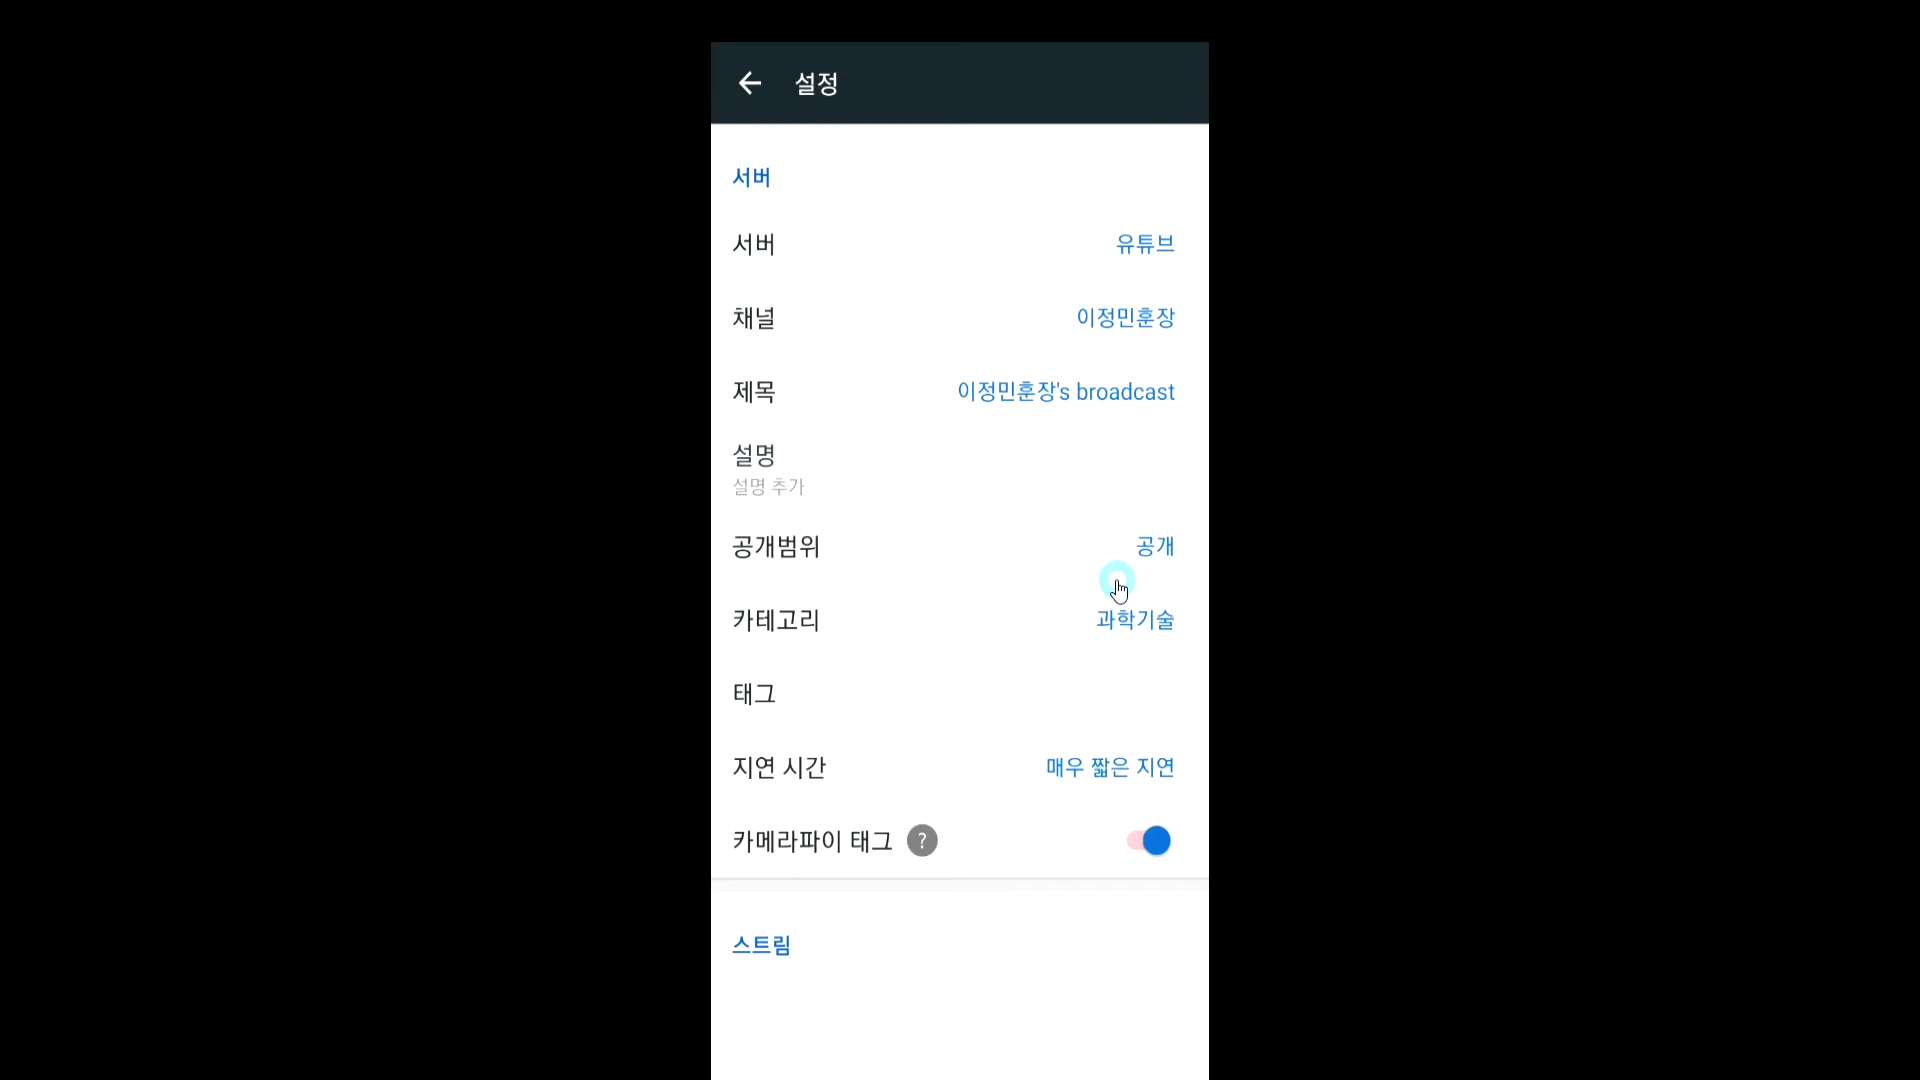 설정
서버
서버 유튜브
채널 이정민훈장
제목 이정민훈장's broadcast
설명
설명 추가
공개범위 공개
카테고리 과학기술
태그
지연 시간 매우 짧은 지연
카메라파이 태그 ?
스트림